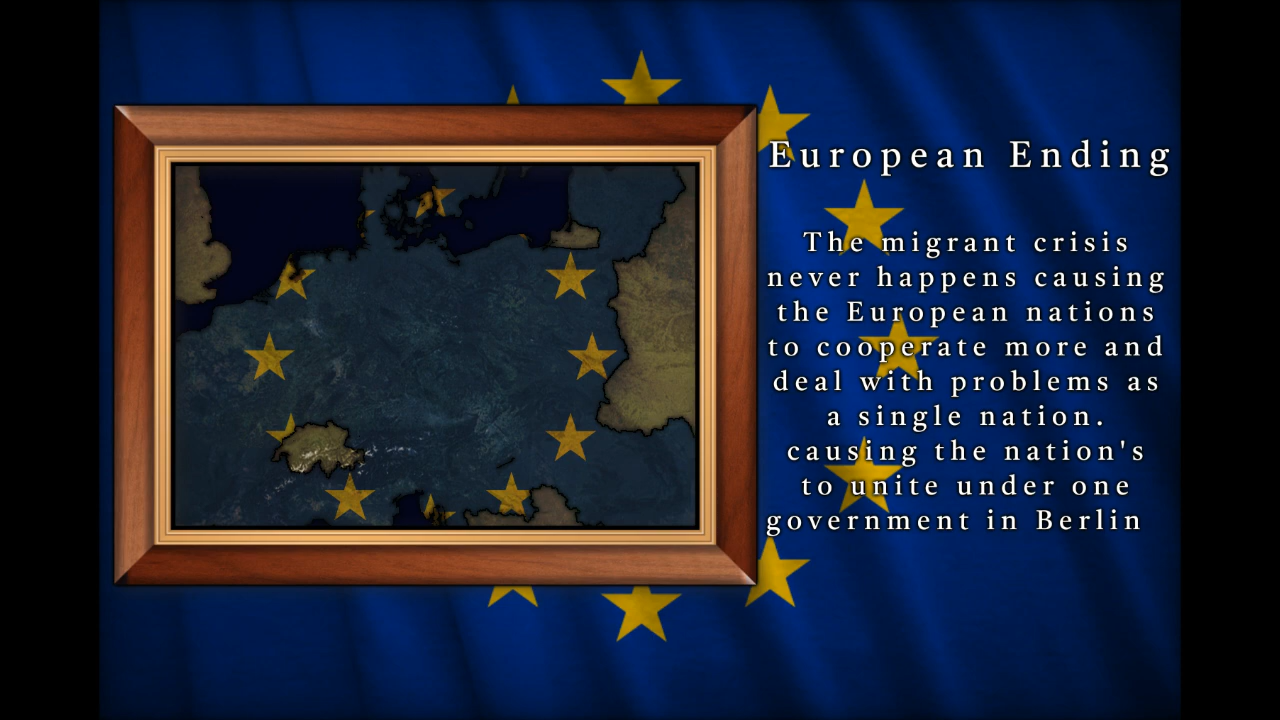 European Ending
The migrant crisis
never happens causing
the European nations
to cooperate more and
deal with problems as
a single nation.
causing the nation's
to unite under one
government in Berlin